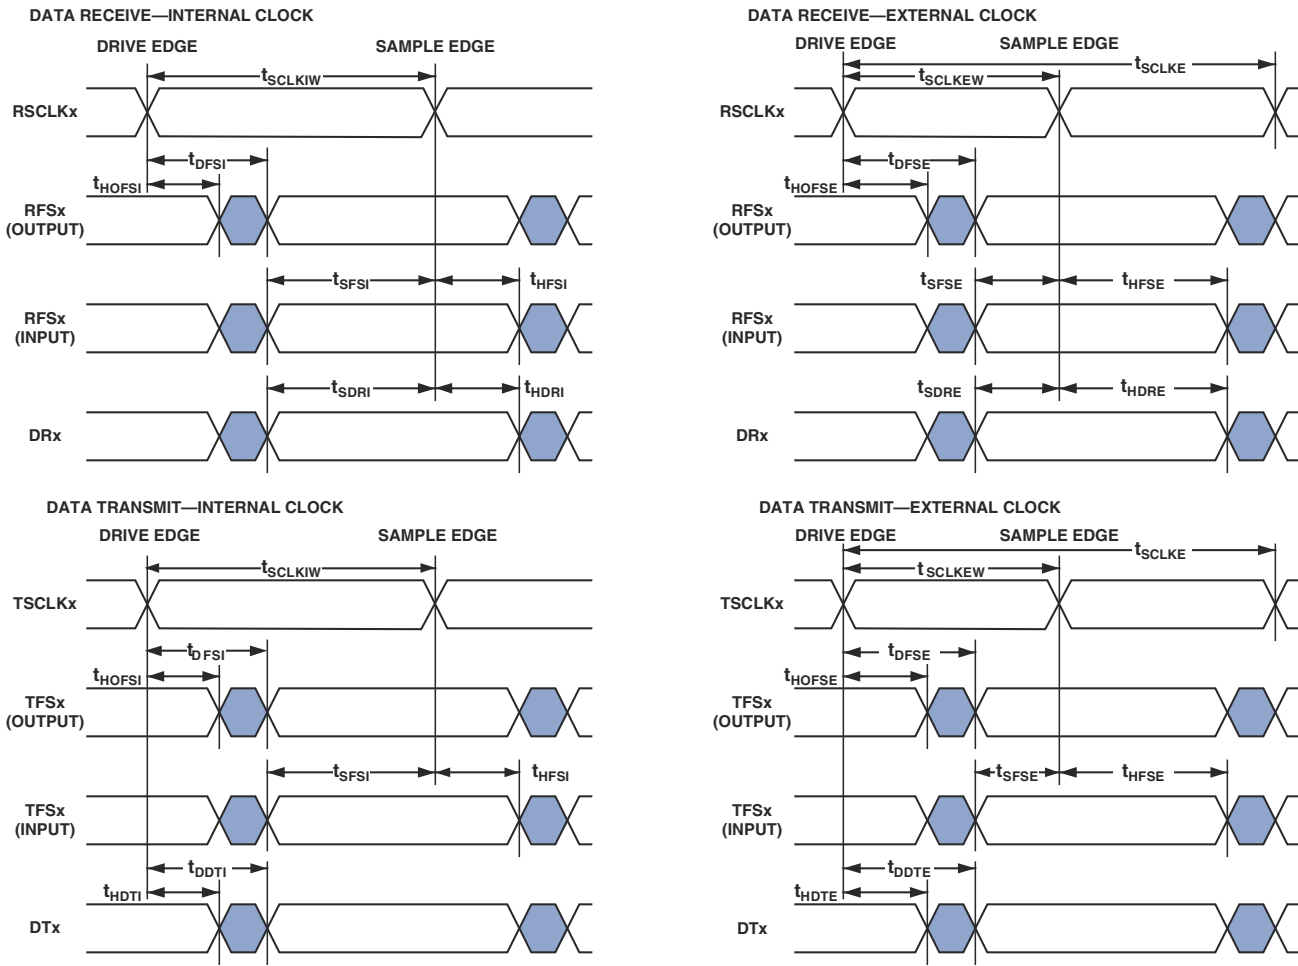 DATA RECEIVE—INTERNAL CLOCK
DRIVE EDGE
SAMPLE EDGE
tSCLKIW
RSCLKx
tDFSI
tHOFSI
RFSx
(OUTPUT)
tSFSI
tHFSI
RFSx
(INPUT)
tSDRI
tHDRI
DRx
DATA RECEIVE—EXTERNAL CLOCK
DRIVE EDGE
SAMPLE EDGE
tSCLKE
tSCLKEW
RSCLKx
tDFSE
tHOFSE
RFSx
(OUTPUT)
tSFSE
tHFSE
RFSx
(INPUT)
tSDRE
tHDRE
DRx
DATA TRANSMIT—INTERNAL CLOCK
DRIVE EDGE
SAMPLE EDGE
tSCLKIW
TSCLKx
tDFSI
tHOFSI
TFSx
(OUTPUT)
tSFSI
tHFSI
TFSx
(INPUT)
tDDTI
tHDTI
DTx
DATA TRANSMIT—EXTERNAL CLOCK
DRIVE EDGE
SAMPLE EDGE
tSCLKE
tSCLKEW
TSCLKx
tDFSE
tHOFSE
TFSx
(OUTPUT)
tSFSE
tHFSE
TFSx
(INPUT)
tDDTE
tHDTE
DTx